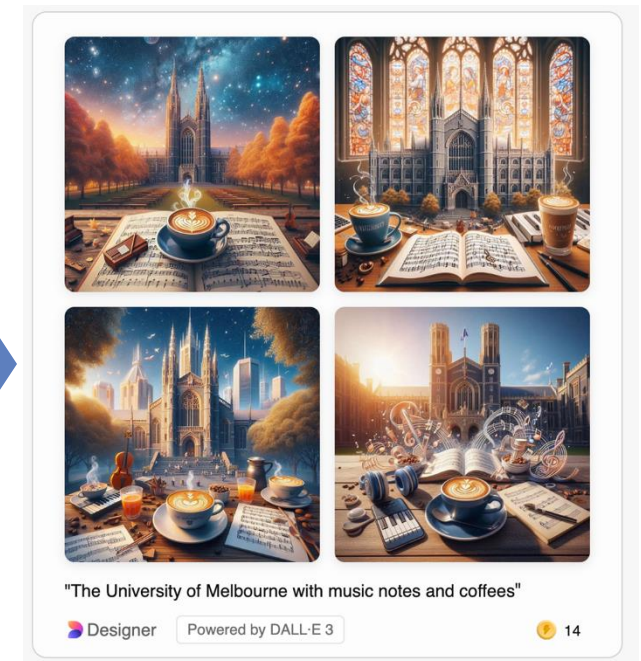 "The University of Melbourne with music notes and coffees"
Designer
Powered by DALL·E 3
14